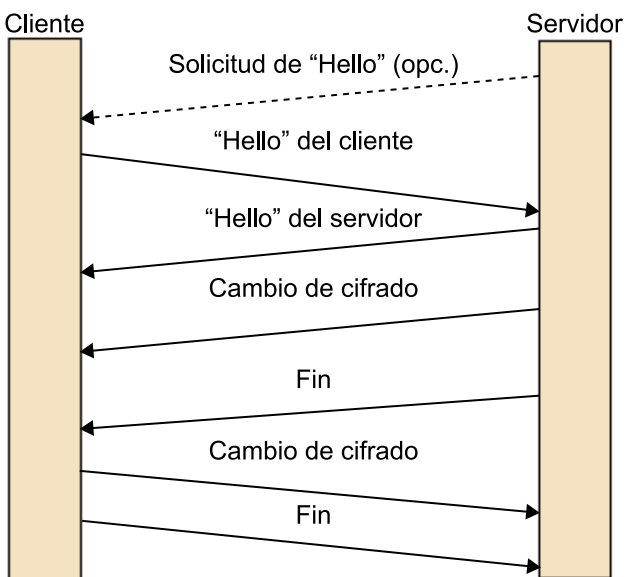 Cliente
Servidor
Solicitud de “Hello” (opc.)
“Hello” del cliente
“Hello” del servidor
Cambio de cifrado
Fin
Cambio de cifrado
Fin